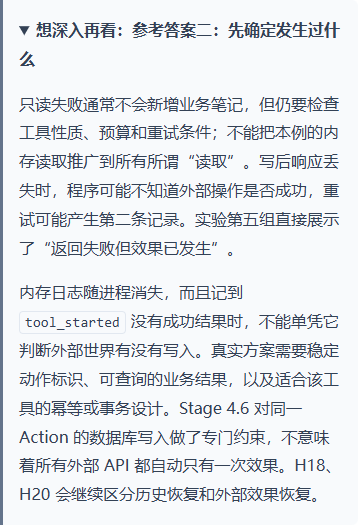 ▼ 想深入再看：参考答案二：先确定发生过什
么
只读失败通常不会新增业务笔记，但仍要检查
工具性质、预算和重试条件；不能把本例的内
存读取推广到所有所谓“读取”。写后响应丢
失时，程序可能不知道外部操作是否成功，重
试可能产生第二条记录。实验第五组直接展示
了“返回失败但效果已发生”。
内存日志随进程消失，而且记到
tool_started 没有成功结果时，不能单凭它
判断外部世界有没有写入。真实方案需要稳定
动作标识、可查询的业务结果，以及适合该工
具的幂等或事务设计。Stage 4.6 对同一
Action 的数据库写入做了专门约束，不意味
着所有外部 API 都自动只有一次效果。H18、
H20 会继续区分历史恢复和外部效果恢复。